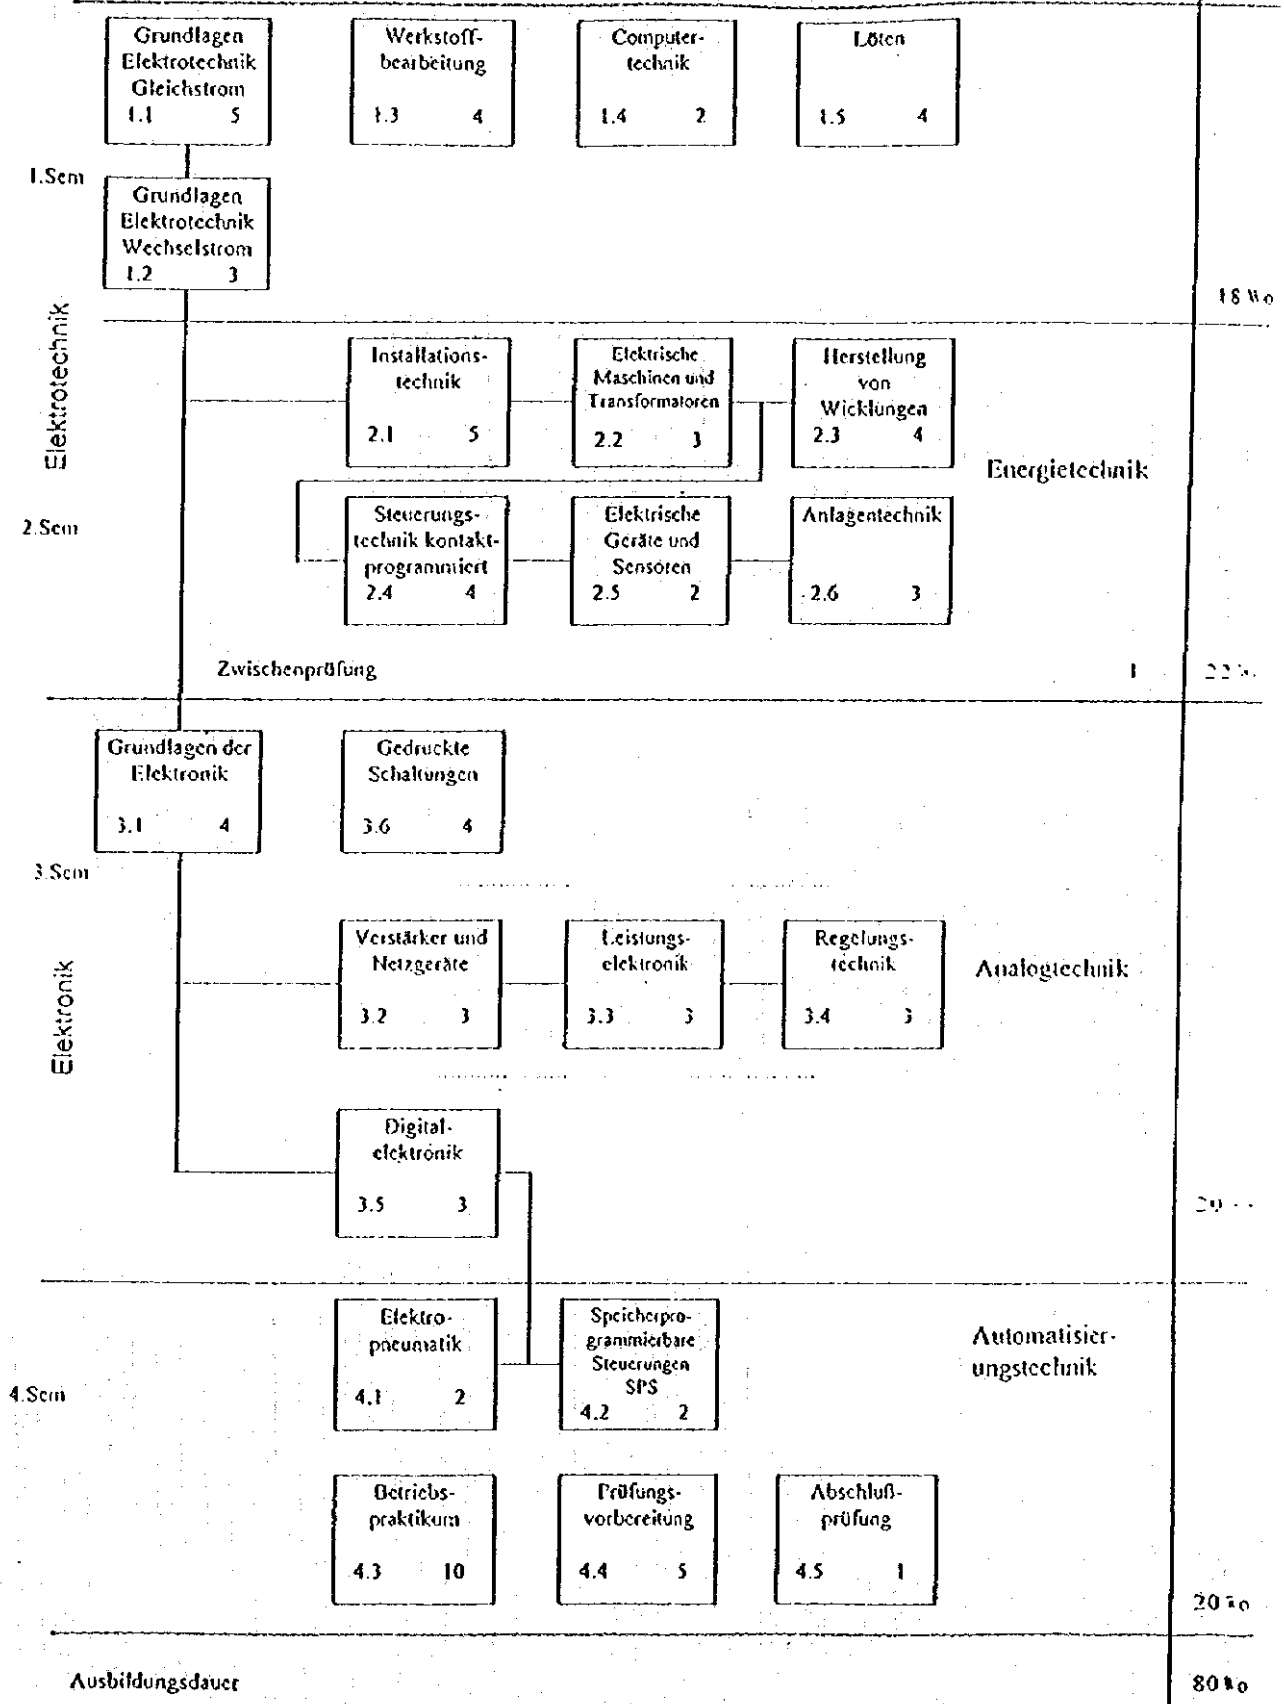 Grundlagen
Elektrotechnik
Gleichstrom
1.1 5
Werkstoff-
bearbeitung
1.3 4
Computer-
technik
1.4 2
Löten
1.5 4
1.Sem
Grundlagen
Elektrotechnik
Wechselstrom
1.2 3
18 Wo
Elektrotechnik
Installations-
technik
2.1 5
Elektrische
Maschinen und
Transformatoren
2.2 3
Herstellung
von
Wicklungen
2.3 4
Energietechnik
2.Sem
Steuerungs-
technik kontakt-
programmiert
2.4 4
Elektrische
Geräte und
Sensoren
2.5 2
Anlagentechnik
2.6 3
Zwischenprüfung
1
22
Grundlagen der
Elektronik
3.1 4
Gedruckte
Schaltungen
3.6 4
3.Sem
Elektronik
Verstärker und
Netzgeräte
3.2 3
Leistungs-
elektronik
3.3 3
Regelungs-
technik
3.4 3
Analogtechnik
Digital-
elektronik
3.5 3
20
Elektro-
pneumatik
4.1 2
Speicherpro-
grammierbare
Steuerungen
SPS
4.2 2
Automatisier-
ungstechnik
4.Sem
Betriebs-
praktikum
4.3 10
Prüfungs-
vorbereitung
4.4 5
Abschluß-
prüfung
4.5 1
20 Wo
Ausbildungsdauer
80 Wo